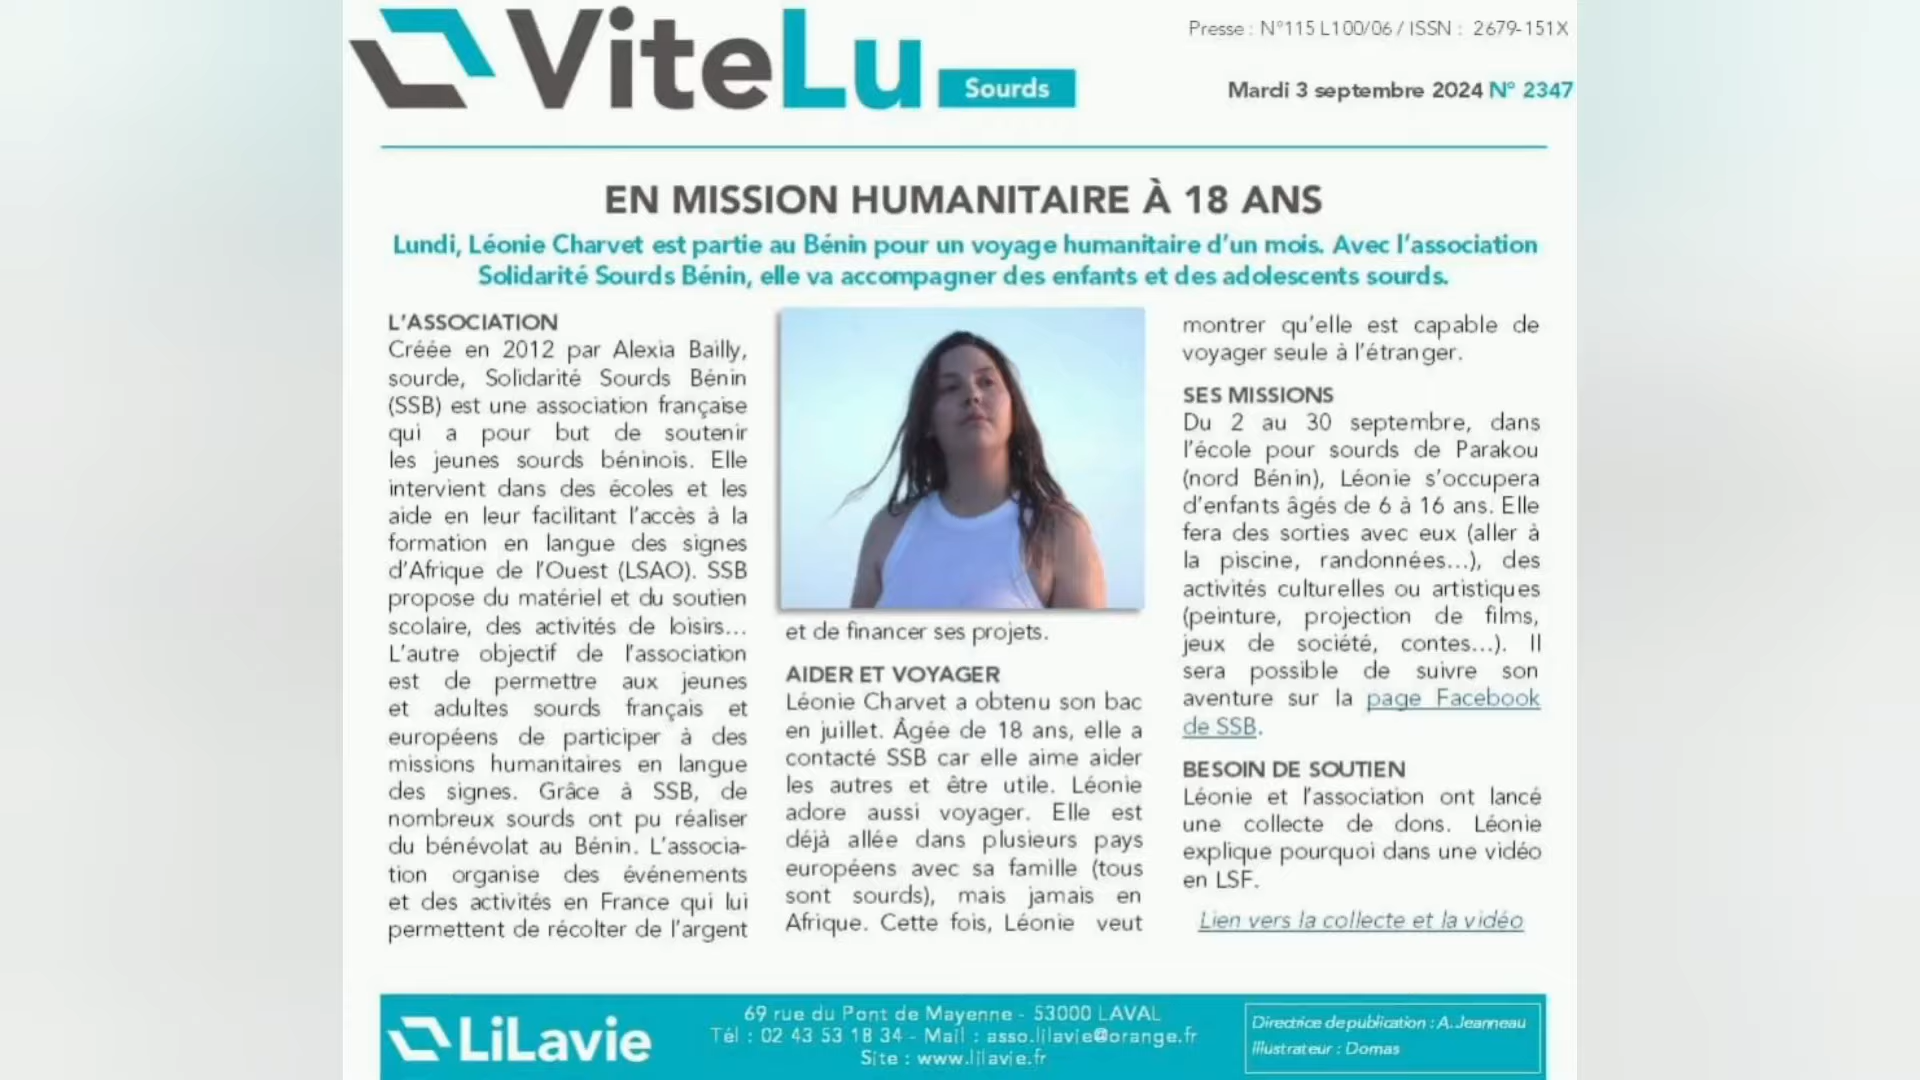 ViteLu Sourds
Presse : N°115 L100/06 / ISSN : 2679-151X
Mardi 3 septembre 2024 N° 2347
EN MISSION HUMANITAIRE À 18 ANS
Lundi, Léonie Charvet est partie au Bénin pour un voyage humanitaire d'un mois. Avec l'association
Solidarité Sourds Bénin, elle va accompagner des enfants et des adolescents sourds.
L'ASSOCIATION
Créée en 2012 par Alexia Bailly,
sourde, Solidarité Sourds Bénin
(SSB) est une association française
qui a pour but de soutenir
les jeunes sourds béninois. Elle
intervient dans des écoles et les
aide en leur facilitant l'accès à la
formation en langue des signes
d'Afrique de l'Ouest (LSAO). SSB
propose du matériel et du soutien
scolaire, des activités de loisirs...
L'autre objectif de l'association
est de permettre aux jeunes
et adultes sourds français et
européens de participer à des
missions humanitaires en langue
des signes. Grâce à SSB, de
nombreux sourds ont pu réaliser
du bénévolat au Bénin. L'associa-
tion organise des événements
et des activités en France qui lui
permettent de récolter de l'argent
et de financer ses projets.
AIDER ET VOYAGER
Léonie Charvet a obtenu son bac
en juillet. Âgée de 18 ans, elle a
contacté SSB car elle aime aider
les autres et être utile. Léonie
adore aussi voyager. Elle est
déjà allée dans plusieurs pays
européens avec sa famille (tous
sont sourds), mais jamais en
Afrique. Cette fois, Léonie veut
montrer qu'elle est capable de
voyager seule à l'étranger.
SES MISSIONS
Du 2 au 30 septembre, dans
l'école pour sourds de Parakou
(nord Bénin), Léonie s'occupera
d'enfants âgés de 6 à 16 ans. Elle
fera des sorties avec eux (aller à
la piscine, randonnées...), des
activités culturelles ou artistiques
(peinture, projection de films,
jeux de société, contes...). Il
sera possible de suivre son
aventure sur la page Facebook
de SSB.
BESOIN DE SOUTIEN
Léonie et l'association ont lancé
une collecte de dons. Léonie
explique pourquoi dans une vidéo
en LSF.
Lien vers la collecte et la vidéo
LiLavie
69 rue du Pont de Mayenne - 53000 LAVAL
Tél : 02 43 53 18 34 - Mail : asso.lilavie@orange.fr
Site : www.lilavie.fr
Directrice de publication : A. Jeanneau
Illustrateur : Domas